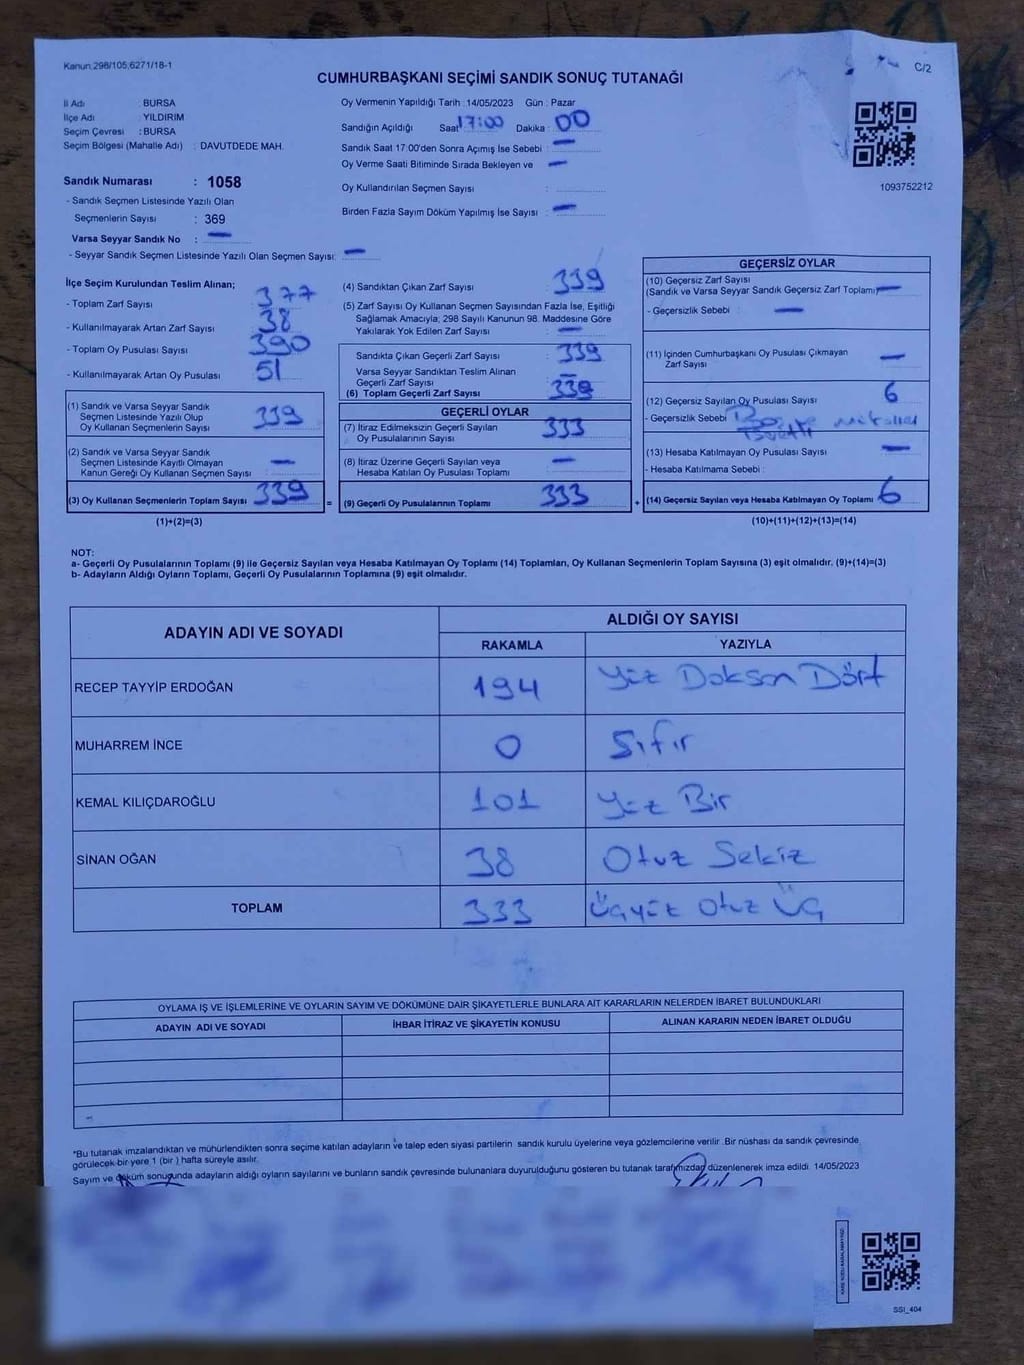 Kanun 298/105;6271/18-1
C/2
CUMHURBAŞKANI SEÇİMİ SANDIK SONUÇ TUTANAĞI
İl Adı BURSA
İlçe Adı : YILDIRIM
Seçim Çevresi : BURSA
Seçim Bölgesi (Mahalle Adı) : DAVUTDEDE MAH.
Sandık Numarası : 1058
- Sandık Seçmen Listesinde Yazılı Olan
Seçmenlerin Sayısı : 369
Varsa Seyyar Sandık No : —
- Seyyar Sandık Seçmen Listesinde Yazılı Olan Seçmen Sayısı: —
Oy Vermenin Yapıldığı Tarih : 14/05/2023 Gün : Pazar
Sandığın Açıldığı Saat 17:00 Dakika : 00
Sandık Saat 17:00'den Sonra Açımış İse Sebebi : —
Oy Verme Saati Bitiminde Sırada Bekleyen ve —
Oy Kullandırılan Seçmen Sayısı :
Birden Fazla Sayım Döküm Yapılmış İse Sayısı : —
1093752212
İlçe Seçim Kurulundan Teslim Alınan;
- Toplam Zarf Sayısı : 377
- Kullanılmayarak Artan Zarf Sayısı : 38
- Toplam Oy Pusulası Sayısı : 390
- Kullanılmayarak Artan Oy Pusulası : 51
(1) Sandık ve Varsa Seyyar Sandık
Seçmen Listesinde Yazılı Olup
Oy Kullanan Seçmenlerin Sayısı : 339
(2) Sandık ve Varsa Seyyar Sandık
Seçmen Listesinde Kayıtlı Olmayan
Kanun Gereği Oy Kullanan Seçmen Sayısı : —
(3) Oy Kullanan Seçmenlerin Toplam Sayısı : 339
(1)+(2)=(3)
=
(4) Sandıktan Çıkan Zarf Sayısı : 339
(5) Zarf Sayısı Oy Kullanan Seçmen Sayısından Fazla İse, Eşitliği
Sağlamak Amacıyla, 298 Sayılı Kanunun 98. Maddesine Göre
Yakılarak Yok Edilen Zarf Sayısı : —
Sandıkta Çıkan Geçerli Zarf Sayısı : 339
Varsa Seyyar Sandıktan Teslim Alınan
Geçerli Zarf Sayısı : —
(6) Toplam Geçerli Zarf Sayısı : 339
GEÇERLİ OYLAR
(7) İtiraz Edilmeksizin Geçerli Sayılan
Oy Pusulalarının Sayısı : 333
(8) İtiraz Üzerine Geçerli Sayılan veya
Hesaba Katılan Oy Pusulası Toplamı : —
(9) Geçerli Oy Pusulalarının Toplamı : 333
+
GEÇERSİZ OYLAR
(10) Geçersiz Zarf Sayısı
(Sandık ve Varsa Seyyar Sandık Geçersiz Zarf Toplamı) —
- Geçersizlik Sebebi : —
(11) İçinden Cumhurbaşkanı Oy Pusulası Çıkmayan
Zarf Sayısı : —
(12) Geçersiz Sayılan Oy Pusulası Sayısı : 6
- Geçersizlik Sebebi
(13) Hesaba Katılmayan Oy Pusulası Sayısı : —
- Hesaba Katılmama Sebebi :
(14) Geçersiz Sayılan veya Hesaba Katılmayan Oy Toplamı : 6
(10)+(11)+(12)+(13)=(14)
NOT:
a- Geçerli Oy Pusulalarının Toplamı (9) ile Geçersiz Sayılan veya Hesaba Katılmayan Oy Toplamı (14) Toplamları, Oy Kullanan Seçmenlerin Toplam Sayısına (3) eşit olmalıdır. (9)+(14)=(3)
b- Adayların Aldığı Oyların Toplamı, Geçerli Oy Pusulalarının Toplamına (9) eşit olmalıdır.
ADAYIN ADI VE SOYADI ALDIĞI OY SAYISI
RAKAMLA YAZIYLA
RECEP TAYYİP ERDOĞAN 194 Yüz Dokson Dört
MUHARREM İNCE 0 Sıfır
KEMAL KILIÇDAROĞLU 101 Yüz Bir
SİNAN OĞAN 38 Otuz Sekiz
TOPLAM 333 Üçyüz Otuz Üç
OYLAMA İŞ VE İŞLEMLERİNE VE OYLARIN SAYIM VE DÖKÜMÜNE DAİR ŞİKAYETLERLE BUNLARA AİT KARARLARIN NELERDEN İBARET BULUNDUKLARI
ADAYIN ADI VE SOYADI İHBAR İTİRAZ VE ŞİKAYETİN KONUSU ALINAN KARARIN NEDEN İBARET OLDUĞU
*Bu tutanak imzalandıktan ve mühürlendikten sonra seçime katılan adayların ve talep eden siyasi partilerin sandık kurulu üyelerine veya gözlemcilerine verilir .Bir nüshası da sandık çevresinde
görülecek bir yere 1 (bir ) hafta süreyle asılır.
Sayım ve döküm sonugunda adayların aldığı oyların sayılarını ve bunların sandık çevresinde bulunanlara duyurulduğunu gösteren bu tutanak tarafımızdan düzenlenerek imza edildi. 14/05/2023
SSI_404